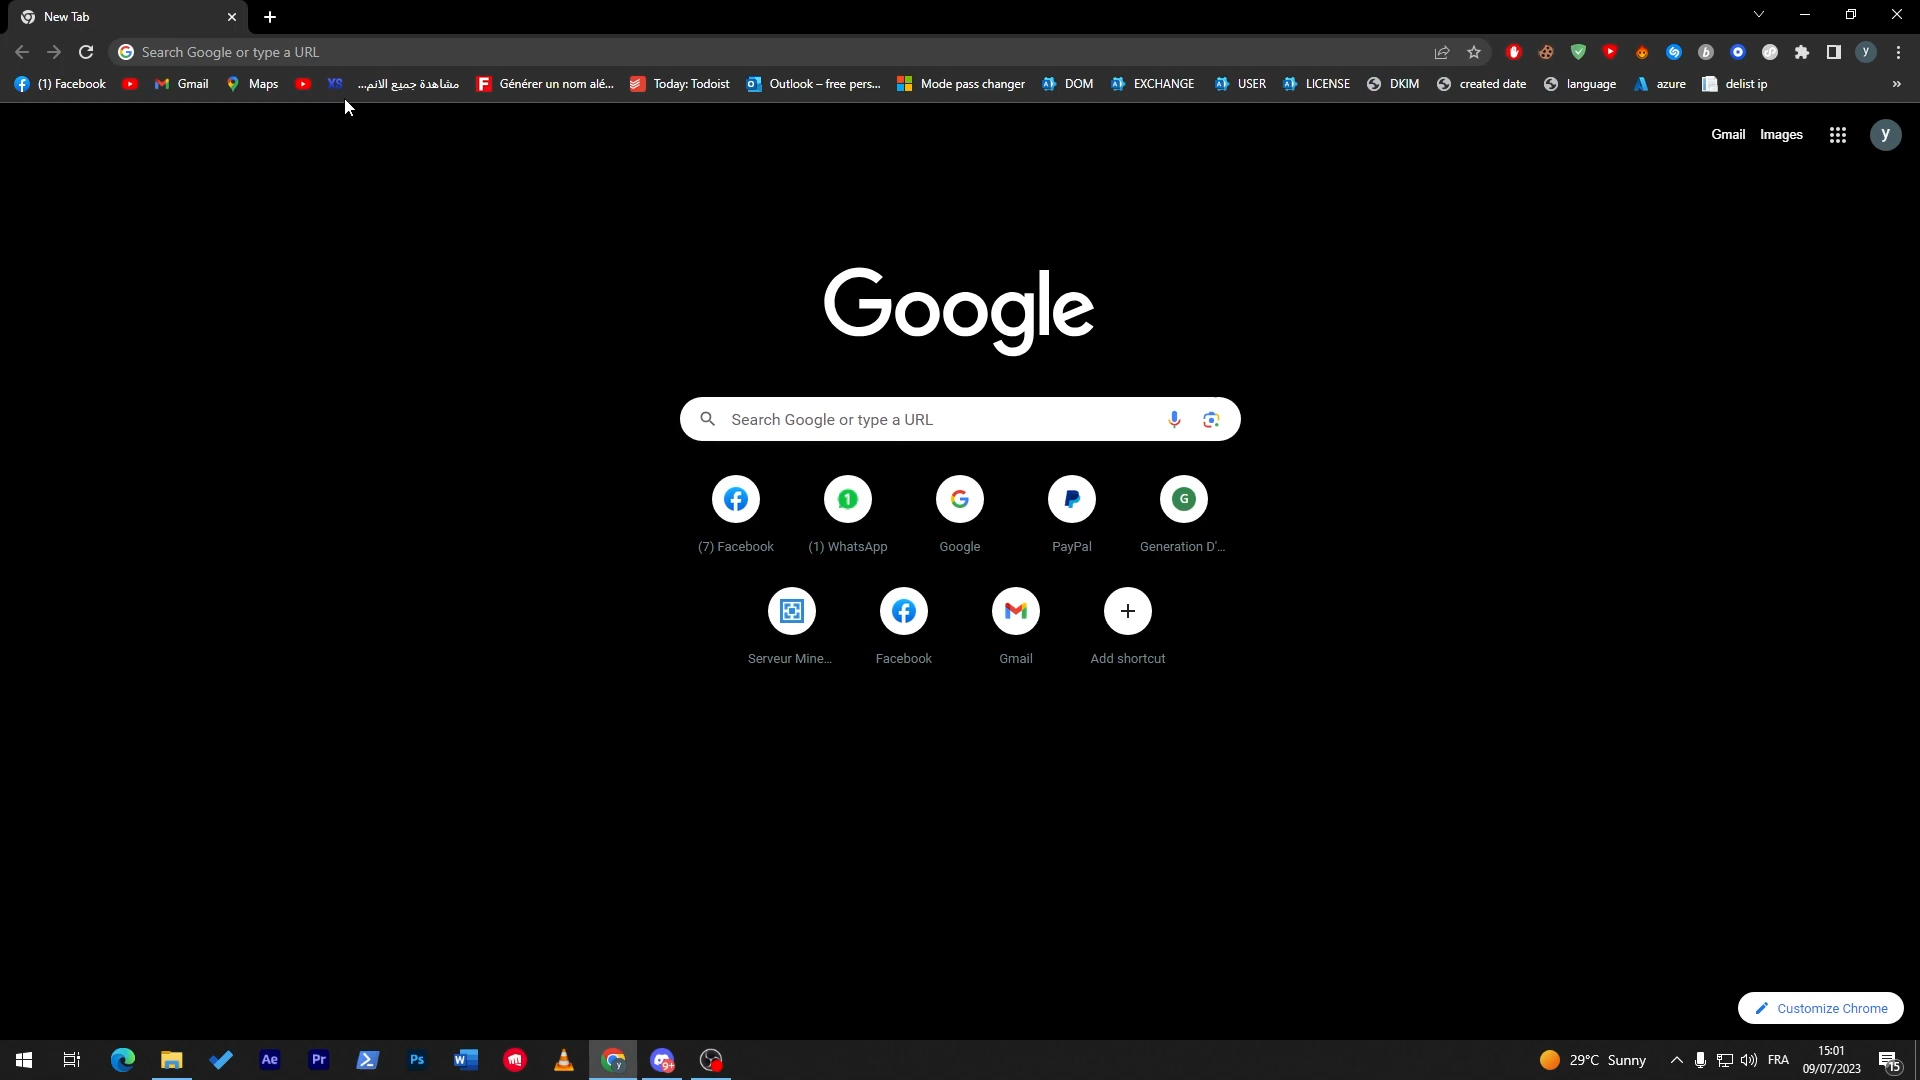 New Tab
Search Google or type a URL
(1) Facebook Gmail Maps XS مشاهدة جميع الانم... Générer un nom alé... Today: Todoist Outlook – free pers... Mode pass changer DOM EXCHANGE USER LICENSE DKIM created date language azure delist ip »
Gmail Images y
Google
Search Google or type a URL
(7) Facebook (1) WhatsApp Google PayPal Generation D'...
Serveur Mine... Facebook Gmail Add shortcut
Customize Chrome
29°C Sunny FRA 15:01
09/07/2023 15